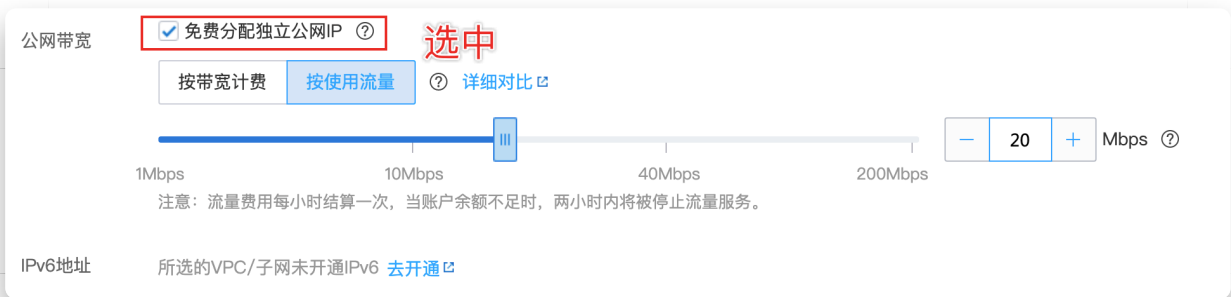 公网带宽 免费分配独立公网IP 选中
按带宽计费 按使用流量 详细对比
20 Mbps
1Mbps 10Mbps 40Mbps 200Mbps
注意：流量费用每小时结算一次，当账户余额不足时，两小时内将被停止流量服务。
IPv6地址 所选的VPC/子网未开通IPv6 去开通